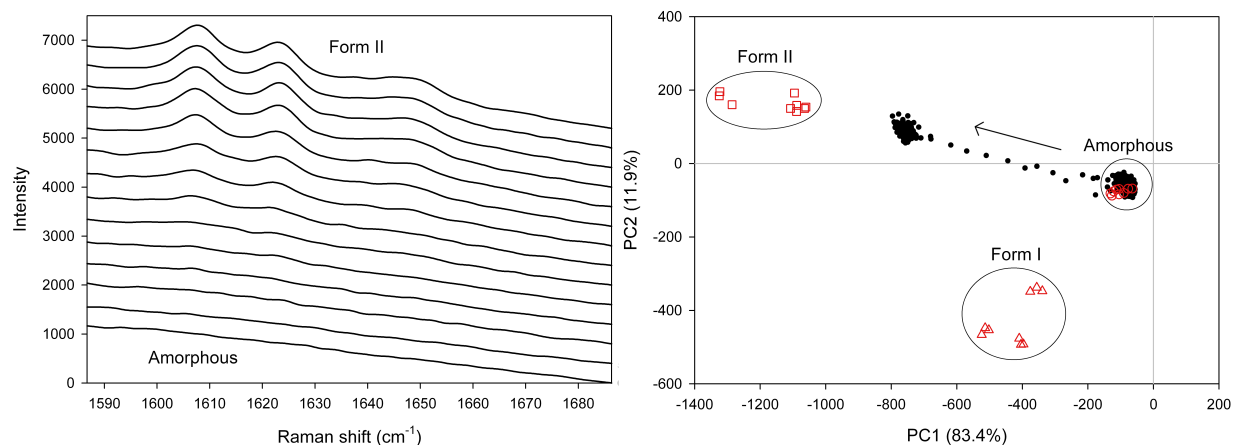 7000
6000
5000
4000
3000
2000
1000
0
Intensity
Form II
Amorphous
1590 1600 1610 1620 1630 1640 1650 1660 1670 1680
Raman shift (cm⁻¹)
400
200
0
-200
-400
-600
PC2 (11.9%)
Form II
Amorphous
Form I
-1400 -1200 -1000 -800 -600 -400 -200 0 200
PC1 (83.4%)